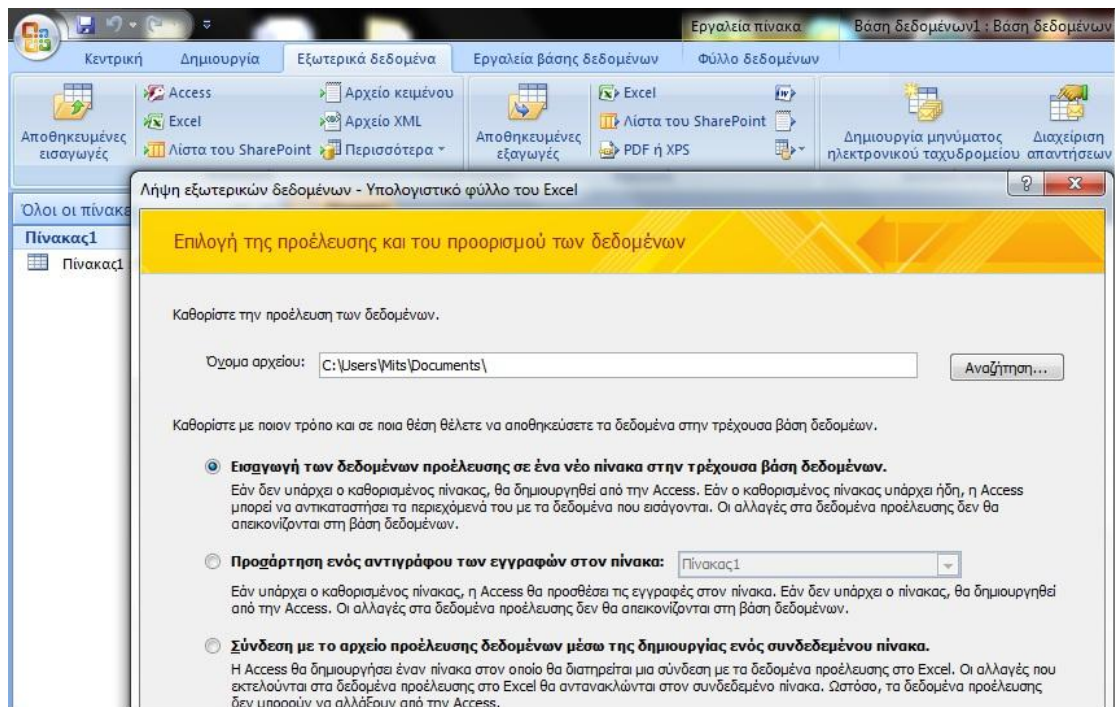 Εργαλεία πίνακα
Βάση δεδομένων1 : Βάση δεδομένων
Κεντρική Δημιουργία Εξωτερικά δεδομένα Εργαλεία βάσης δεδομένων Φύλλο δεδομένων
Αποθηκευμένες εισαγωγές
Access
Excel
Λίστα του SharePoint
Αρχείο κειμένου
Αρχείο XML
Περισσότερα
Αποθηκευμένες εξαγωγές
Excel
Λίστα του SharePoint
PDF ή XPS
Δημιουργία μηνύματος
ηλεκτρονικού ταχυδρομείου
Διαχείριση
απαντήσεων
Λήψη εξωτερικών δεδομένων - Υπολογιστικό φύλλο του Excel
Όλοι οι πίνακε
Πίνακας1
Πίνακας1
Επιλογή της προέλευσης και του προορισμού των δεδομένων
Καθορίστε την προέλευση των δεδομένων.
Όνομα αρχείου: C:\Users\Mits\Documents\ Αναζήτηση...
Καθορίστε με ποιον τρόπο και σε ποια θέση θέλετε να αποθηκεύσετε τα δεδομένα στην τρέχουσα βάση δεδομέων.
Εισαγωγή των δεδομένων προέλευσης σε ένα νέο πίνακα στην τρέχουσα βάση δεδομένων.
Εάν δεν υπάρχει ο καθορισμένος πίνακας, θα δημιουργηθεί από την Access. Εάν ο καθορισμένος πίνακας υπάρχει ήδη, η Access
μπορεί να αντικαταστήσει τα περιεχόμενά του με τα δεδομένα που εισάγονται. Οι αλλαγές στα δεδομένα προέλευσης δεν θα
απεικονίζονται στη βάση δεδομένων.
Προσάρτηση ενός αντιγράφου των εγγραφών στον πίνακα: Πίνακας1
Εάν υπάρχει ο καθορισμένος πίνακας, η Access θα προσθέσει τις εγγραφές στον πίνακα. Εάν δεν υπάρχει ο πίνακας, θα δημιουργηθεί
από την Access. Οι αλλαγές στα δεδομένα προέλευσης δεν θα απεικονίζονται στη βάση δεδομένων.
Σύνδεση με το αρχείο προέλευσης δεδομένων μέσω της δημιουργίας ενός συνδεδεμένου πίνακα.
Η Access θα δημιουργήσει έναν πίνακα στον οποίο θα διατηρείται μια σύνδεση με τα δεδομένα προέλευσης στο Excel. Οι αλλαγές που
εκτελούνται στα δεδομένα προέλευσης στο Excel θα αντανακλώνται στον συνδεδεμένο πίνακα. Ωστόσο, τα δεδομένα προέλευσης
δεν μπορούν να αλλάξουν από την Access.